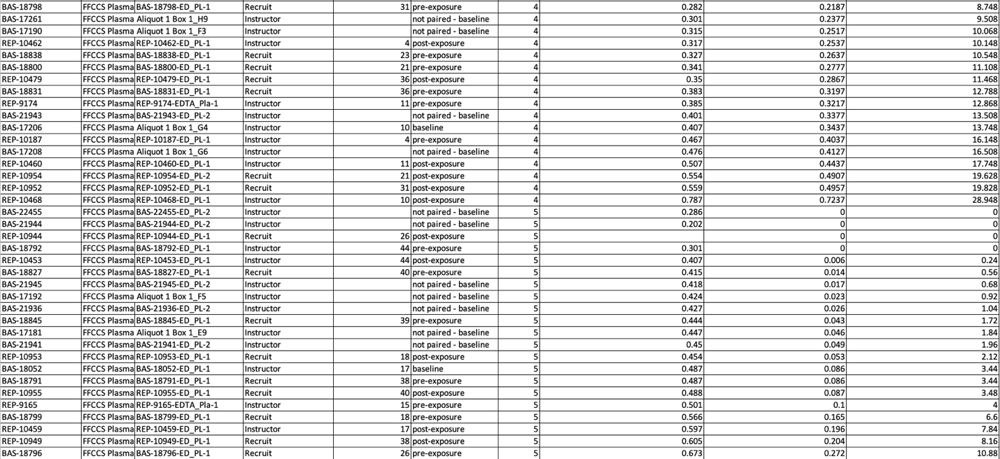 BAS-18798 FFCCS Plasma BAS-18798-ED_PL-1 Recruit 31 pre-exposure 4 0.282 0.2187 8.748
BAS-17261 FFCCS Plasma Aliquot 1 Box 1_H9 Instructor not paired - baseline 4 0.301 0.2377 9.508
BAS-17190 FFCCS Plasma Aliquot 1 Box 1_F3 Instructor not paired - baseline 4 0.315 0.2517 10.068
REP-10462 FFCCS Plasma REP-10462-ED_PL-1 Instructor 4 post-exposure 4 0.317 0.2537 10.148
BAS-18838 FFCCS Plasma BAS-18838-ED_PL-1 Recruit 23 pre-exposure 4 0.327 0.2637 10.548
BAS-18800 FFCCS Plasma BAS-18800-ED_PL-1 Recruit 21 pre-exposure 4 0.341 0.2777 11.108
REP-10479 FFCCS Plasma REP-10479-ED_PL-1 Recruit 36 post-exposure 4 0.35 0.2867 11.468
BAS-18831 FFCCS Plasma BAS-18831-ED_PL-1 Recruit 36 pre-exposure 4 0.383 0.3197 12.788
REP-9174 FFCCS Plasma REP-9174-EDTA_Pla-1 Instructor 11 pre-exposure 4 0.385 0.3217 12.868
BAS-21943 FFCCS Plasma BAS-21943-ED_PL-2 Instructor not paired - baseline 4 0.401 0.3377 13.508
BAS-17206 FFCCS Plasma Aliquot 1 Box 1_G4 Instructor 10 baseline 4 0.407 0.3437 13.748
REP-10187 FFCCS Plasma REP-10187-ED_PL-1 Instructor 4 pre-exposure 4 0.467 0.4037 16.148
BAS-17208 FFCCS Plasma Aliquot 1 Box 1_G6 Instructor not paired - baseline 4 0.476 0.4127 16.508
REP-10460 FFCCS Plasma REP-10460-ED_PL-1 Instructor 11 post-exposure 4 0.507 0.4437 17.748
REP-10954 FFCCS Plasma REP-10954-ED_PL-2 Recruit 21 post-exposure 4 0.554 0.4907 19.628
REP-10952 FFCCS Plasma REP-10952-ED_PL-1 Recruit 31 post-exposure 4 0.559 0.4957 19.828
REP-10468 FFCCS Plasma REP-10468-ED_PL-1 Instructor 10 post-exposure 4 0.787 0.7237 28.948
BAS-22455 FFCCS Plasma BAS-22455-ED_PL-2 Instructor not paired - baseline 5 0.286 0 0
BAS-21944 FFCCS Plasma BAS-21944-ED_PL-2 Instructor not paired - baseline 5 0.202 0 0
REP-10944 FFCCS Plasma REP-10944-ED_PL-1 Recruit 26 post-exposure 5 0 0
BAS-18792 FFCCS Plasma BAS-18792-ED_PL-1 Instructor 44 pre-exposure 5 0.301 0 0
REP-10453 FFCCS Plasma REP-10453-ED_PL-1 Instructor 44 post-exposure 5 0.407 0.006 0.24
BAS-18827 FFCCS Plasma BAS-18827-ED_PL-1 Recruit 40 pre-exposure 5 0.415 0.014 0.56
BAS-21945 FFCCS Plasma BAS-21945-ED_PL-2 Instructor not paired - baseline 5 0.418 0.017 0.68
BAS-17192 FFCCS Plasma Aliquot 1 Box 1_F5 Instructor not paired - baseline 5 0.424 0.023 0.92
BAS-21936 FFCCS Plasma BAS-21936-ED_PL-2 Instructor not paired - baseline 5 0.427 0.026 1.04
BAS-18845 FFCCS Plasma BAS-18845-ED_PL-1 Recruit 39 pre-exposure 5 0.444 0.043 1.72
BAS-17181 FFCCS Plasma Aliquot 1 Box 1_E9 Instructor not paired - baseline 5 0.447 0.046 1.84
BAS-21941 FFCCS Plasma BAS-21941-ED_PL-2 Instructor not paired - baseline 5 0.45 0.049 1.96
REP-10953 FFCCS Plasma REP-10953-ED_PL-1 Recruit 18 post-exposure 5 0.454 0.053 2.12
BAS-18052 FFCCS Plasma BAS-18052-ED_PL-1 Instructor 17 baseline 5 0.487 0.086 3.44
BAS-18791 FFCCS Plasma BAS-18791-ED_PL-1 Recruit 38 pre-exposure 5 0.487 0.086 3.44
REP-10955 FFCCS Plasma REP-10955-ED_PL-1 Recruit 40 post-exposure 5 0.488 0.087 3.48
REP-9165 FFCCS Plasma REP-9165-EDTA_Pla-1 Instructor 15 pre-exposure 5 0.501 0.1 4
BAS-18799 FFCCS Plasma BAS-18799-ED_PL-1 Recruit 18 pre-exposure 5 0.566 0.165 6.6
REP-10459 FFCCS Plasma REP-10459-ED_PL-1 Instructor 17 post-exposure 5 0.597 0.196 7.84
REP-10949 FFCCS Plasma REP-10949-ED_PL-1 Recruit 38 post-exposure 5 0.605 0.204 8.16
BAS-18796 FFCCS Plasma BAS-18796-ED_PL-1 Recruit 26 pre-exposure 5 0.673 0.272 10.88